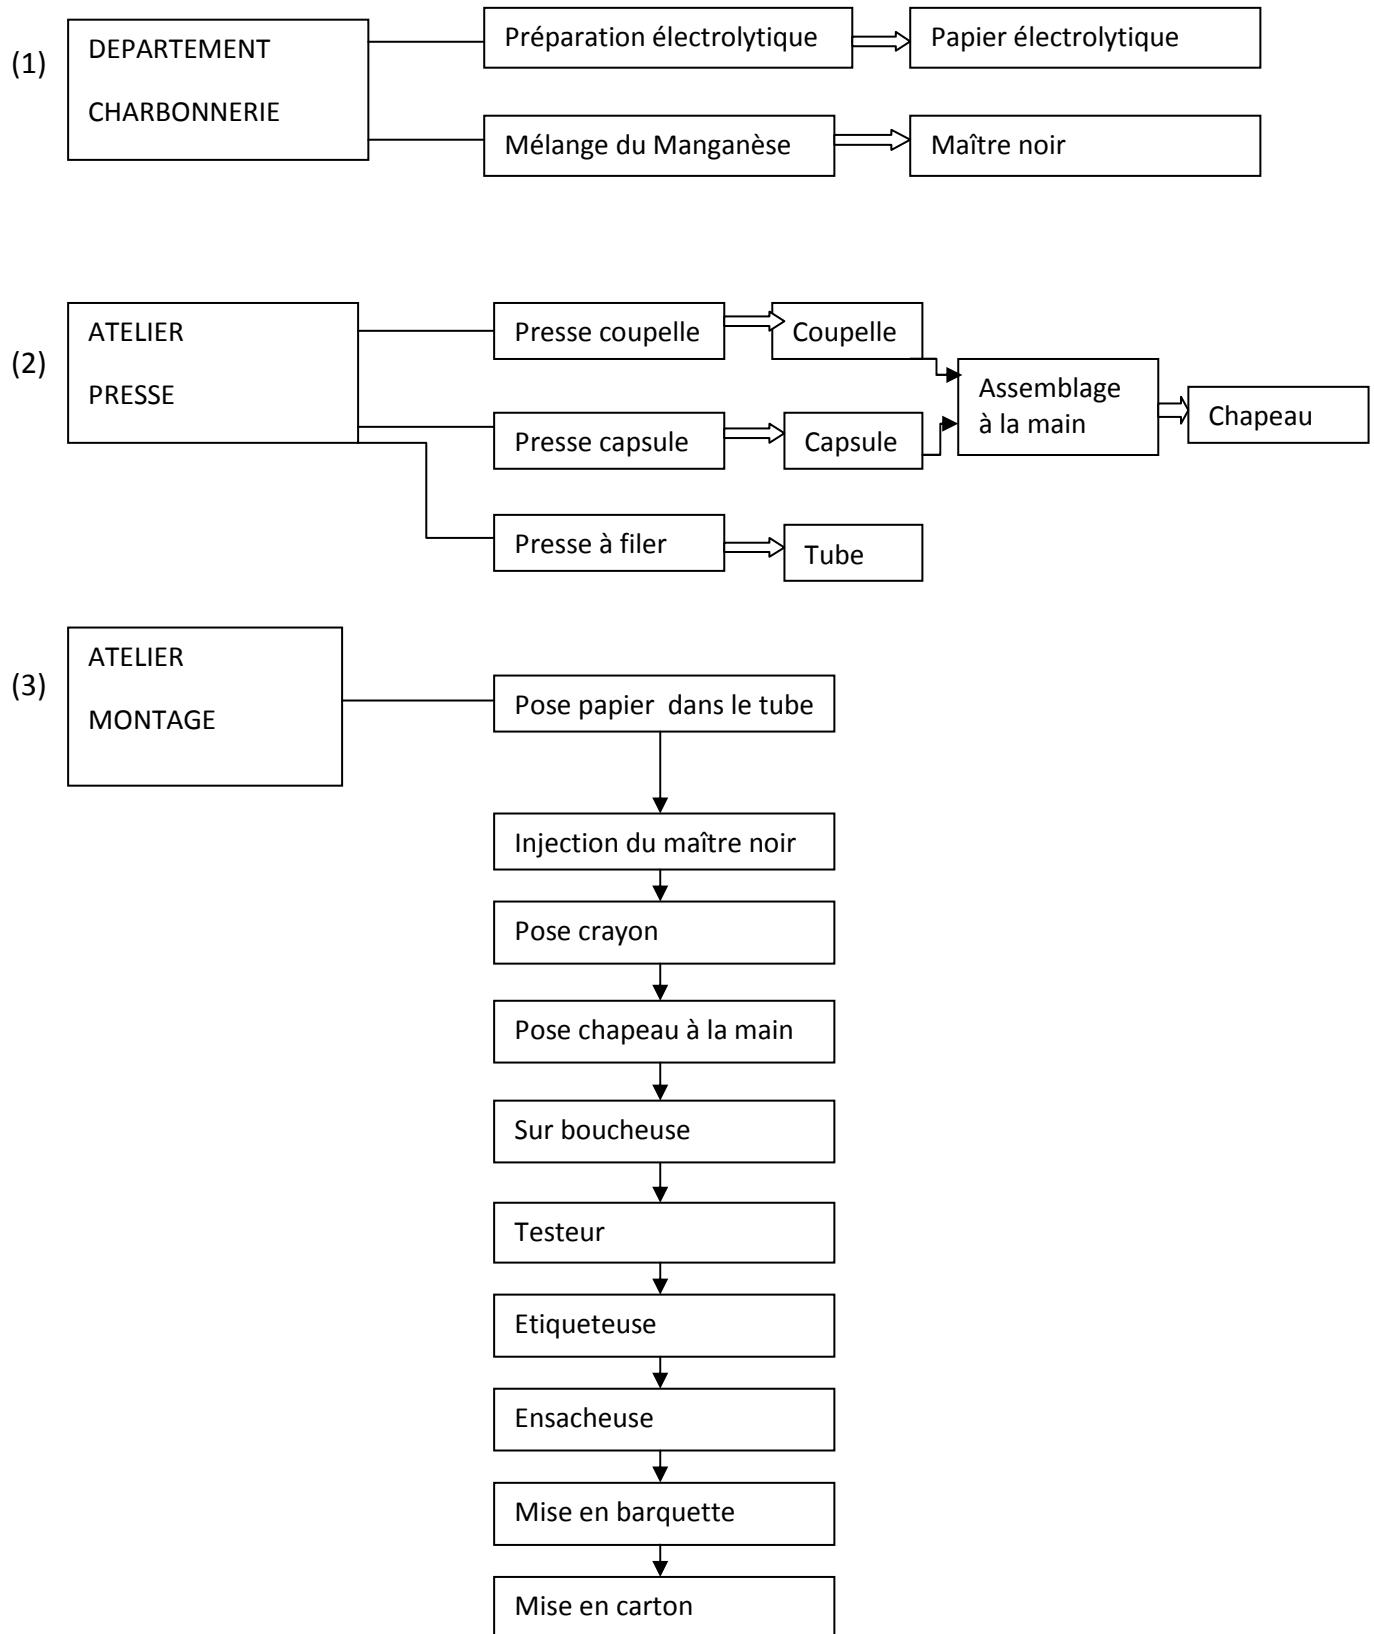 (1)
DEPARTEMENT
CHARBONNERIE
Préparation électrolytique
Papier électrolytique
Mélange du Manganèse
Maître noir
(2)
ATELIER
PRESSE
Presse coupelle
Coupelle
Presse capsule
Capsule
Assemblage
à la main
Chapeau
Presse à filer
Tube
(3)
ATELIER
MONTAGE
Pose papier dans le tube
Injection du maître noir
Pose crayon
Pose chapeau à la main
Sur boucheuse
Testeur
Etiqueteuse
Ensacheuse
Mise en barquette
Mise en carton